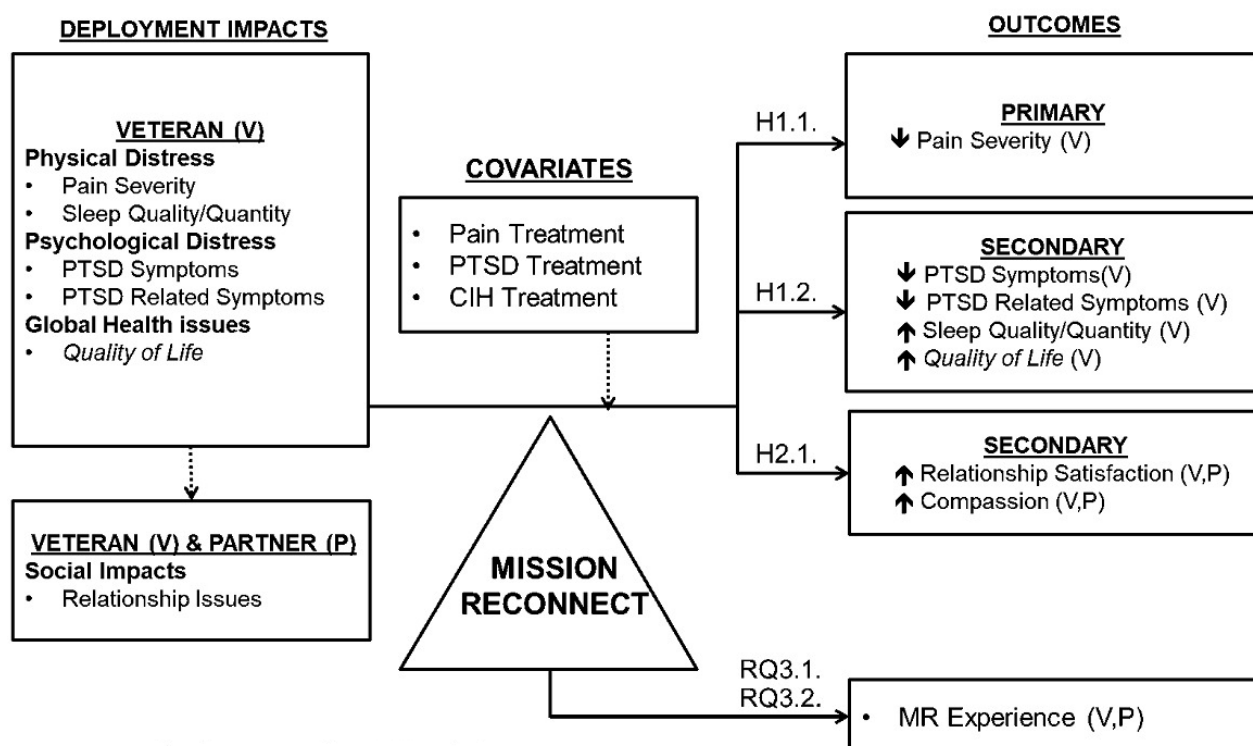 DEPLOYMENT IMPACTS
VETERAN (V)
Physical Distress
• Pain Severity
• Sleep Quality/Quantity
Psychological Distress
• PTSD Symptoms
• PTSD Related Symptoms
Global Health issues
• Quality of Life
VETERAN (V) & PARTNER (P)
Social Impacts
• Relationship Issues
COVARIATES
• Pain Treatment
• PTSD Treatment
• CIH Treatment
MISSION
RECONNECT
H1.1.
H1.2.
H2.1.
RQ3.1.
RQ3.2.
OUTCOMES
PRIMARY
↓ Pain Severity (V)
SECONDARY
↓ PTSD Symptoms(V)
↓ PTSD Related Symptoms (V)
↑ Sleep Quality/Quantity (V)
↑ Quality of Life (V)
SECONDARY
↑ Relationship Satisfaction (V,P)
↑ Compassion (V,P)
• MR Experience (V,P)